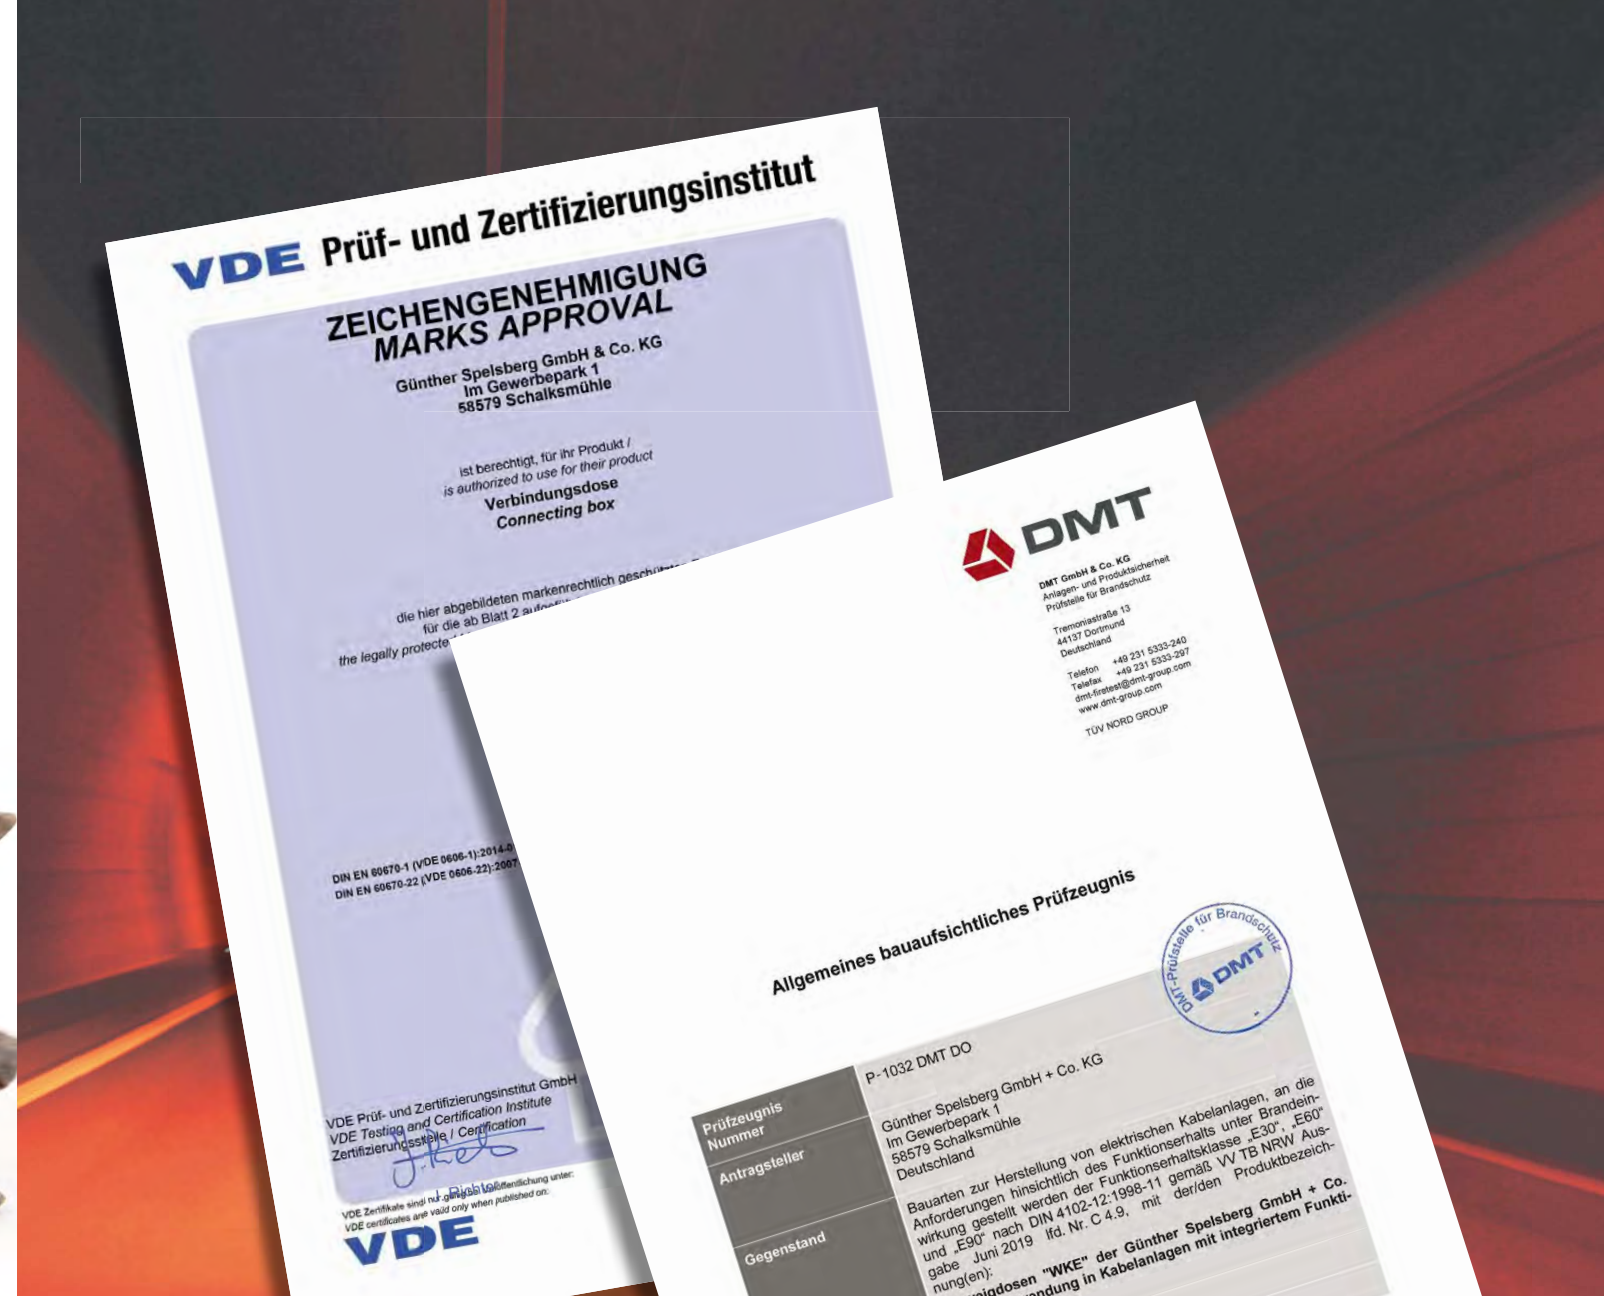 VDE Prüf- und Zertifizierungsinstitut
ZEICHENGENEHMIGUNG
MARKS APPROVAL
Günther Spelsberg GmbH & Co. KG
Im Gewerbepark 1
58579 Schalksmühle
ist berechtigt, für ihr Produkt /
is authorized to use for their product
Verbindungsdose
Connecting box
die hier abgebildeten markenrechtlich
für die ab Blatt 2
the legally
DIN EN 60670-1 (VDE 0606-1):2014-0
DIN EN 60670-22 (VDE 0606-22):2007
VDE Prüf- und Zertifizierungsinstitut GmbH
VDE Testing and Certification Institute
Zertifizierungsstelle / Certification
VDE Zertifikate sind nur gültig bei Veröffentlichung unter:
VDE certificates are valid only when published on:
VDE
DMT
DMT GmbH & Co. KG
Anlagen- und Produktsicherheit
Prüfstelle für Brandschutz
Tremoniastraße 13
44137 Dortmund
Deutschland
Telefon +49 231 5333-240
Telefax +49 231 5333-297
dmt-firetest@dmt-group.com
www.dmt-group.com
TÜV NORD GROUP
Allgemeines bauaufsichtliches Prüfzeugnis
DMT-Prüfstelle für Brandschutz
DMT
Prüfzeugnis
Nummer
P-1032 DMT DO
Antragsteller
Günther Spelsberg GmbH + Co. KG
Im Gewerbepark 1
58579 Schalksmühle
Deutschland
Gegenstand
Bauarten zur Herstellung von elektrischen Kabelanlagen, an die
Anforderungen hinsichtlich des Funktionserhalts unter Brandein-
wirkung gestellt werden der Funktionserhaltsklasse „E30“, „E60“
und „E90“ nach DIN 4102-12:1998-11 gemäß VV TB NRW Aus-
gabe Juni 2019 lfd. Nr. C 4.9, mit der/den Produktbezeich-
nung(en):
"WKE" der Günther Spelsberg GmbH + Co.
in Kabelanlagen mit integriertem Funkti-